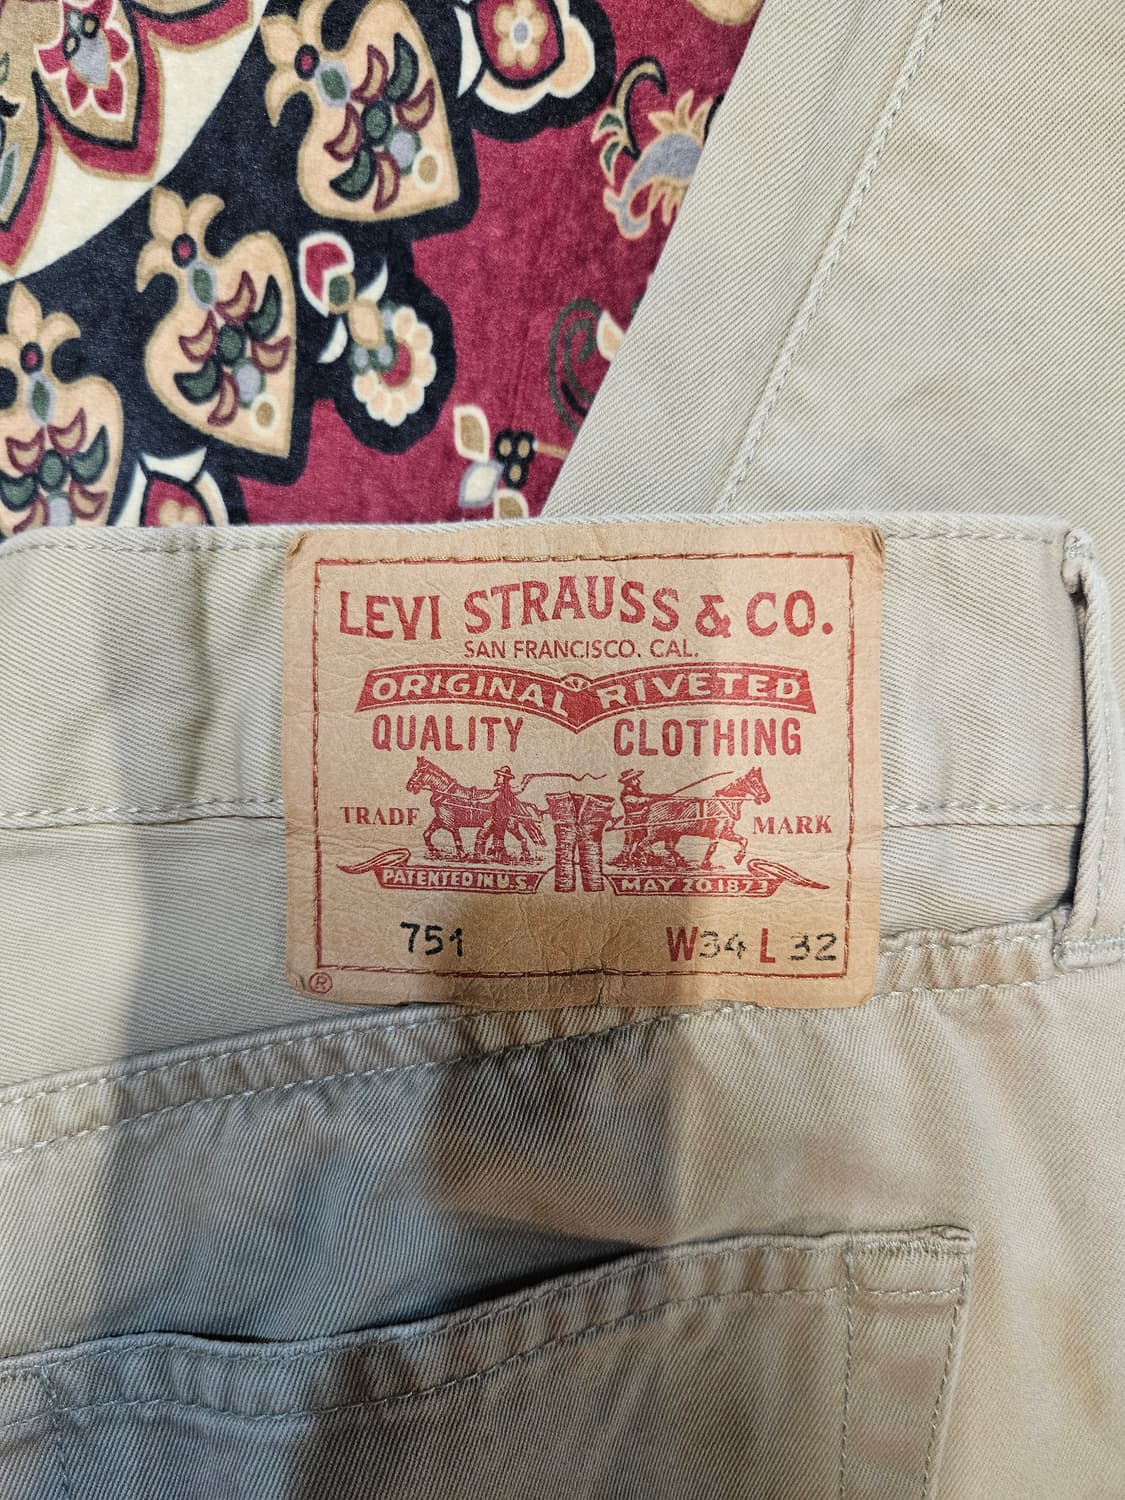 LEVI STRAUSS & CO.
SAN FRANCISCO. CAL.
ORIGINAL RIVETED
QUALITY CLOTHING
TRADE MARK
PATENTED IN U.S. MAY 20 1873
751 W34 L 32
®